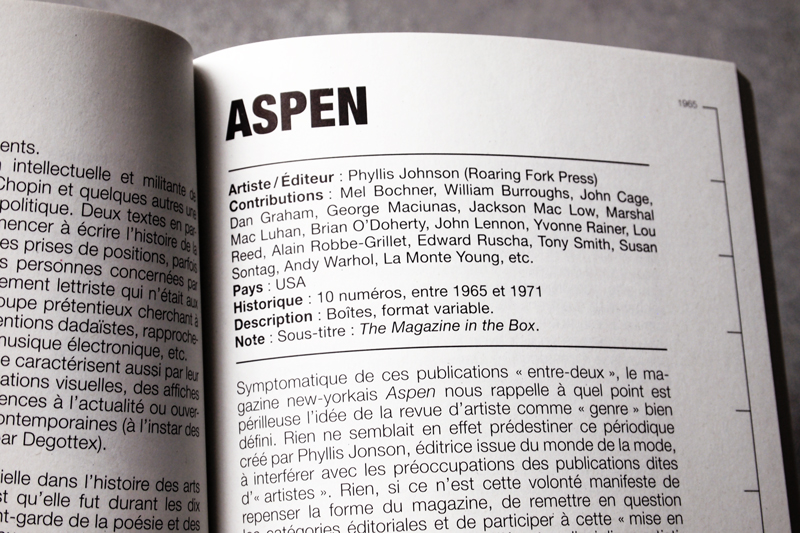 ents.
intellectuelle et militante de
Chopin et quelques autres une
politique. Deux textes en par-
mencer à écrire l'histoire de la
es prises de positions, parfois
s personnes concernées par
ement lettriste qui n'était aux
oupe prétentieux cherchant à
entions dadaïstes, rapproche-
musique électronique, etc.
e caractérisent aussi par leur
ations visuelles, des affiches
ences à l'actualité ou ouver-
ontemporaines (à l'instar des
ar Degottex).
ielle dans l'histoire des arts
st qu'elle fut durant les dix
nt-garde de la poésie et des
ASPEN
1965
Artiste / Éditeur : Phyllis Johnson (Roaring Fork Press)
Contributions : Mel Bochner, William Burroughs, John Cage,
Dan Graham, George Maciunas, Jackson Mac Low, Marshal
Mac Luhan, Brian O'Doherty, John Lennon, Yvonne Rainer, Lou
Reed, Alain Robbe-Grillet, Edward Ruscha, Tony Smith, Susan
Sontag, Andy Warhol, La Monte Young, etc.
Pays : USA
Historique : 10 numéros, entre 1965 et 1971
Description : Boîtes, format variable.
Note : Sous-titre : The Magazine in the Box.
Symptomatique de ces publications « entre-deux », le ma-
gazine new-yorkais Aspen nous rappelle à quel point est
périlleuse l'idée de la revue d'artiste comme « genre » bien
défini. Rien ne semblait en effet prédestiner ce périodique
créé par Phyllis Jonson, éditrice issue du monde de la mode,
à interférer avec les préoccupations des publications dites
d'« artistes ». Rien, si ce n'est cette volonté manifeste de
repenser la forme du magazine, de remettre en question
les catégories éditoriales et de participer à cette « mise en